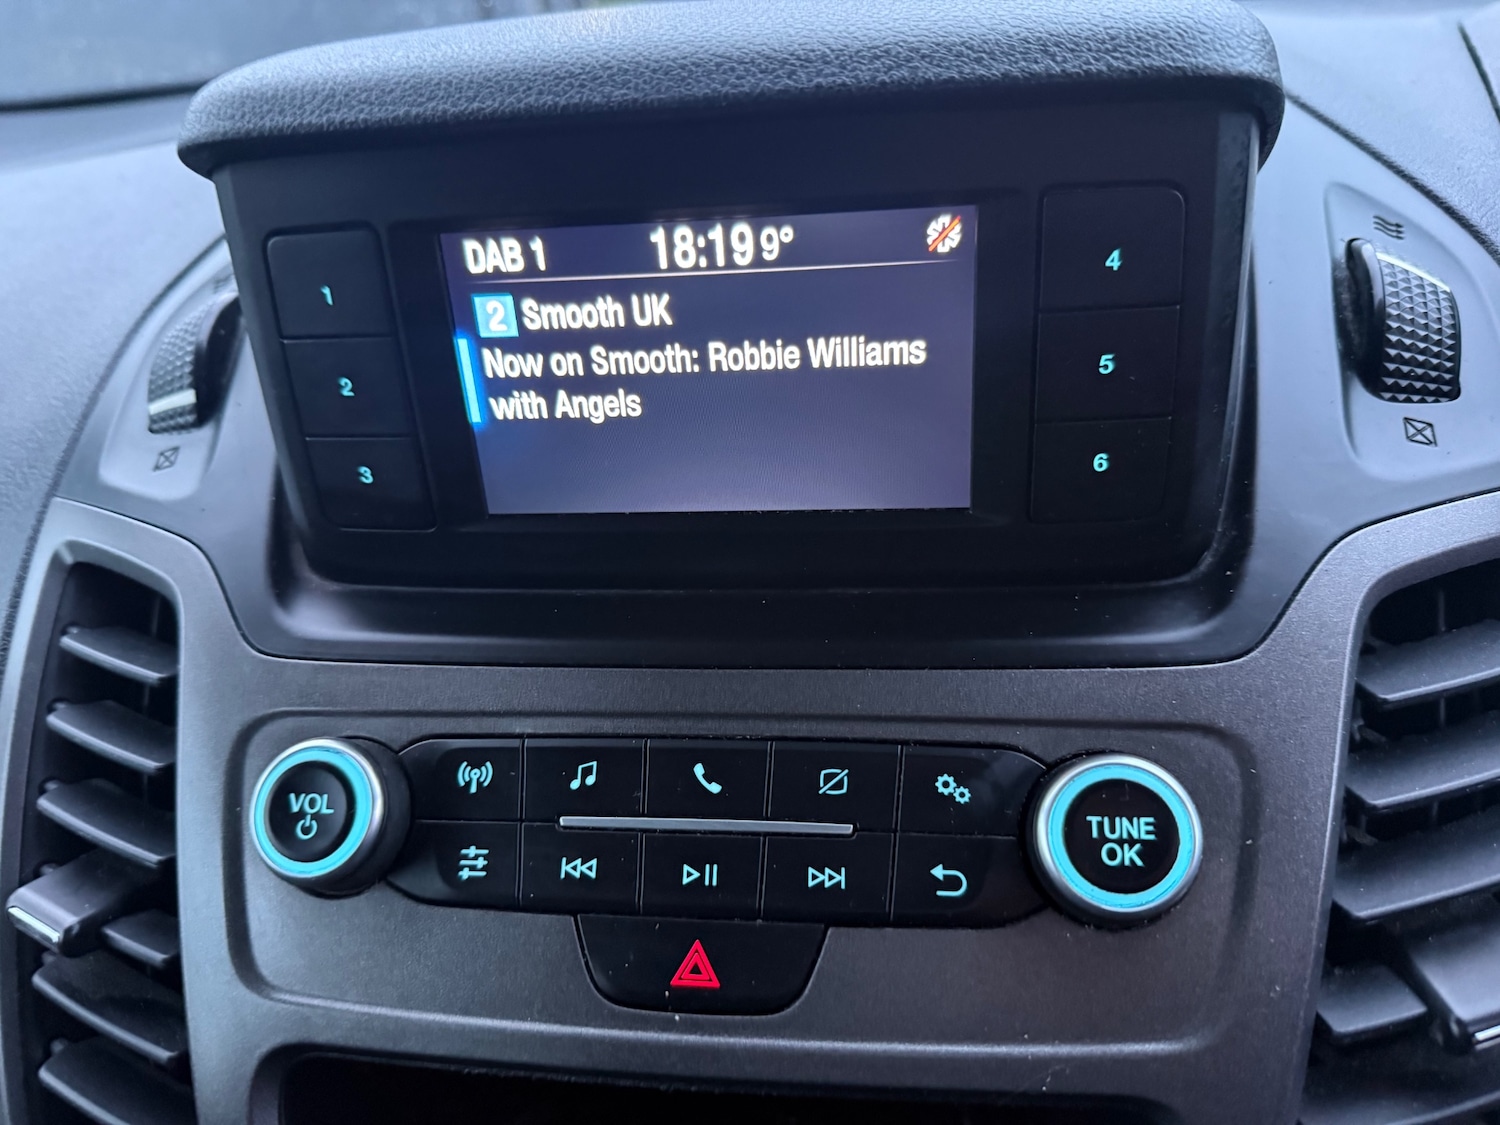 DAB 1 18:19 9°
2 Smooth UK
Now on Smooth: Robbie Williams
with Angels
1
2
3
4
5
6
VOL
TUNE
OK